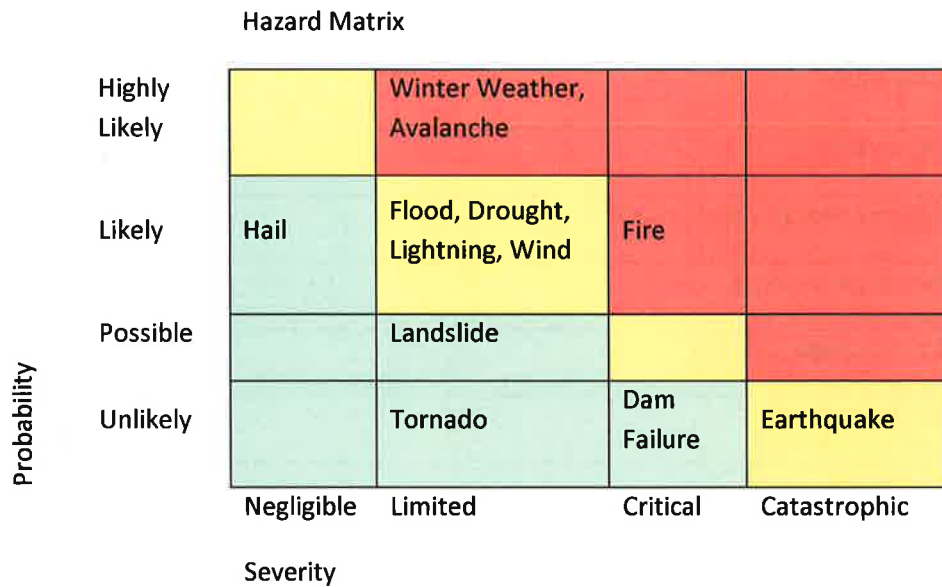 Hazard Matrix
Highly
Likely
Winter Weather,
Avalanche
Likely
Hail
Flood, Drought,
Lightning, Wind
Fire
Possible
Landslide
Probability
Unlikely
Tornado
Dam
Failure
Earthquake
Negligible
Limited
Critical
Catastrophic
Severity